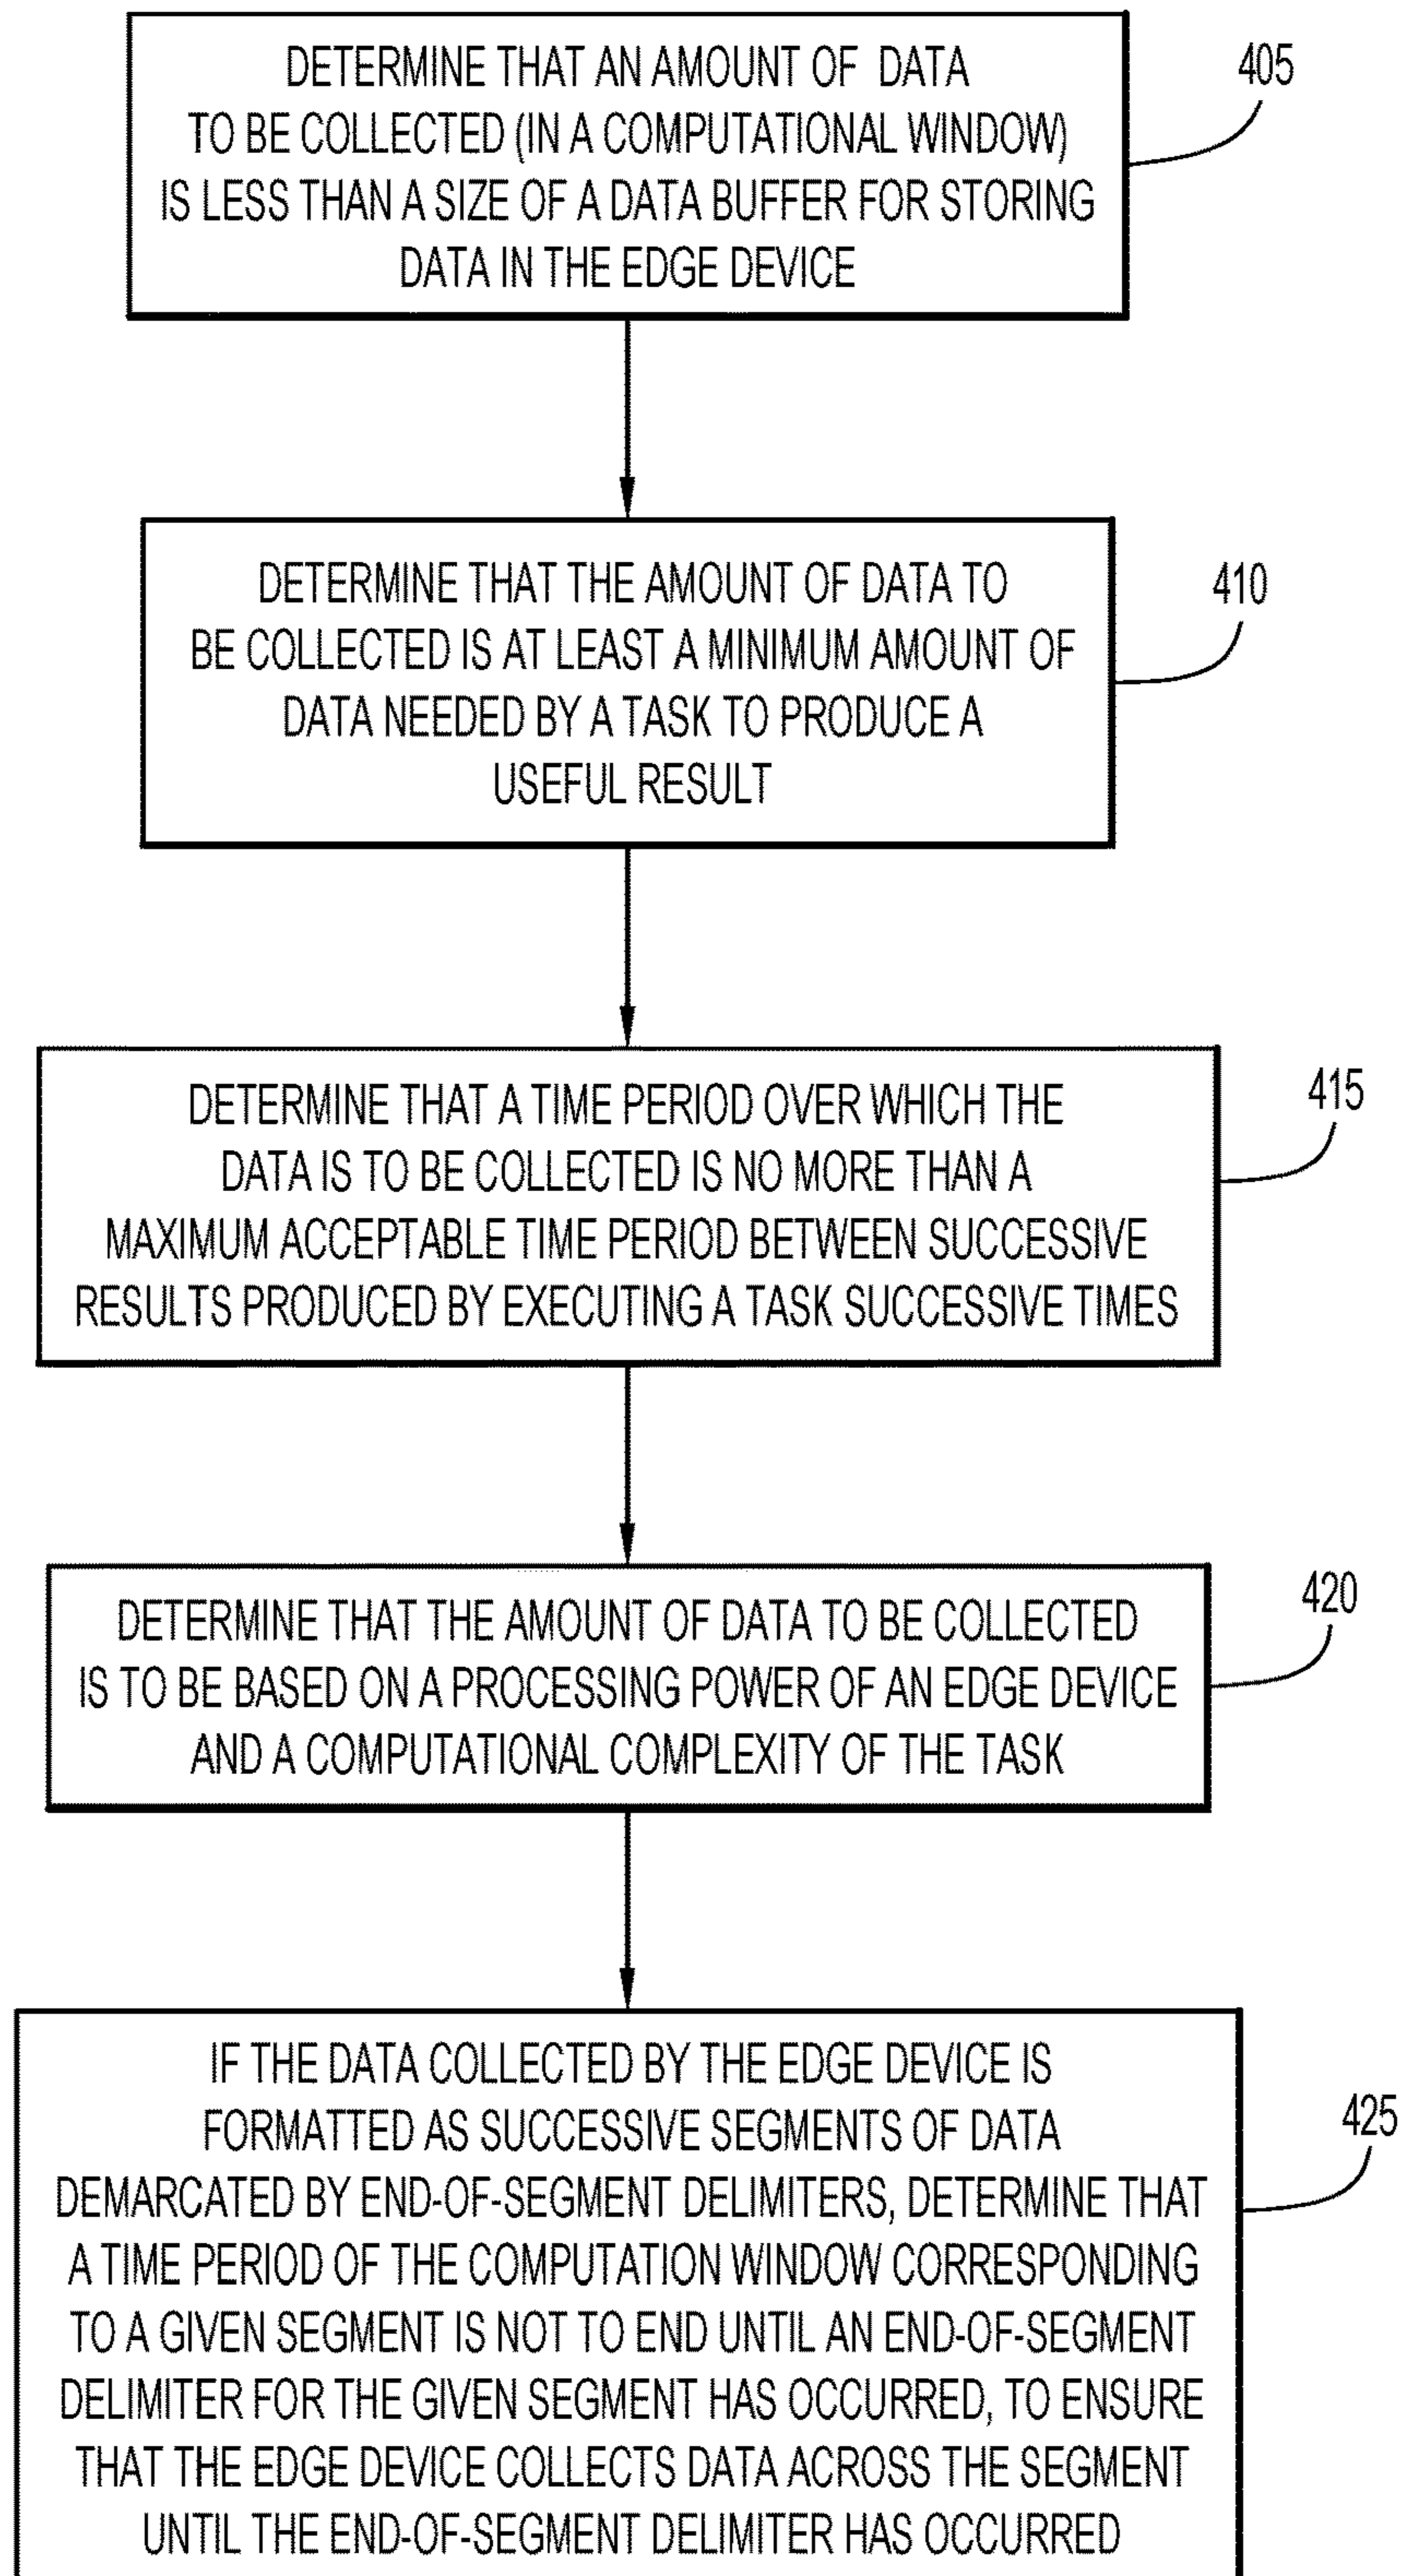 DETERMINE THAT AN AMOUNT OF DATA
TO BE COLLECTED (IN A COMPUTATIONAL WINDOW)
IS LESS THAN A SIZE OF A DATA BUFFER FOR STORING
DATA IN THE EDGE DEVICE
405
DETERMINE THAT THE AMOUNT OF DATA TO
BE COLLECTED IS AT LEAST A MINIMUM AMOUNT OF
DATA NEEDED BY A TASK TO PRODUCE A
USEFUL RESULT
410
DETERMINE THAT A TIME PERIOD OVER WHICH THE
DATA IS TO BE COLLECTED IS NO MORE THAN A
MAXIMUM ACCEPTABLE TIME PERIOD BETWEEN SUCCESSIVE
RESULTS PRODUCED BY EXECUTING A TASK SUCCESSIVE TIMES
415
DETERMINE THAT THE AMOUNT OF DATA TO BE COLLECTED
IS TO BE BASED ON A PROCESSING POWER OF AN EDGE DEVICE
AND A COMPUTATIONAL COMPLEXITY OF THE TASK
420
IF THE DATA COLLECTED BY THE EDGE DEVICE IS
FORMATTED AS SUCCESSIVE SEGMENTS OF DATA
DEMARCATED BY END-OF-SEGMENT DELIMITERS, DETERMINE THAT
A TIME PERIOD OF THE COMPUTATION WINDOW CORRESPONDING
TO A GIVEN SEGMENT IS NOT TO END UNTIL AN END-OF-SEGMENT
DELIMITER FOR THE GIVEN SEGMENT HAS OCCURRED, TO ENSURE
THAT THE EDGE DEVICE COLLECTS DATA ACROSS THE SEGMENT
UNTIL THE END-OF-SEGMENT DELIMITER HAS OCCURRED
425